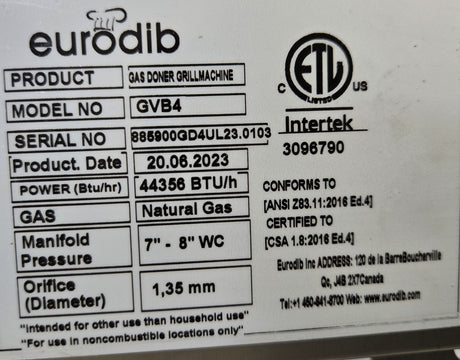 eurodib
PRODUCT GAS DONER GRILLMACHINE
MODEL NO GVB4
SERIAL NO 885900GD4UL23.0103
Product. Date 20.06.2023
POWER (Btu/hr) 44356 BTU/h
GAS Natural Gas
Manifold Pressure 7" - 8" WC
Orifice (Diameter) 1,35 mm
"intended for other use than household use"
"For use in noncombustible locations only"
ETL
C US
LISTED
Intertek
3096790
CONFORMS TO
[ANSI Z83.11:2016 Ed.4]
CERTIFIED TO
[CSA 1.8:2016 Ed.4]
Eurodib Inc ADDRESS: 120 de la BarreBoucherville
Qc, J4B 2X7Canada
Tel:+1 450-641-8700 Web: www.eurodib.com